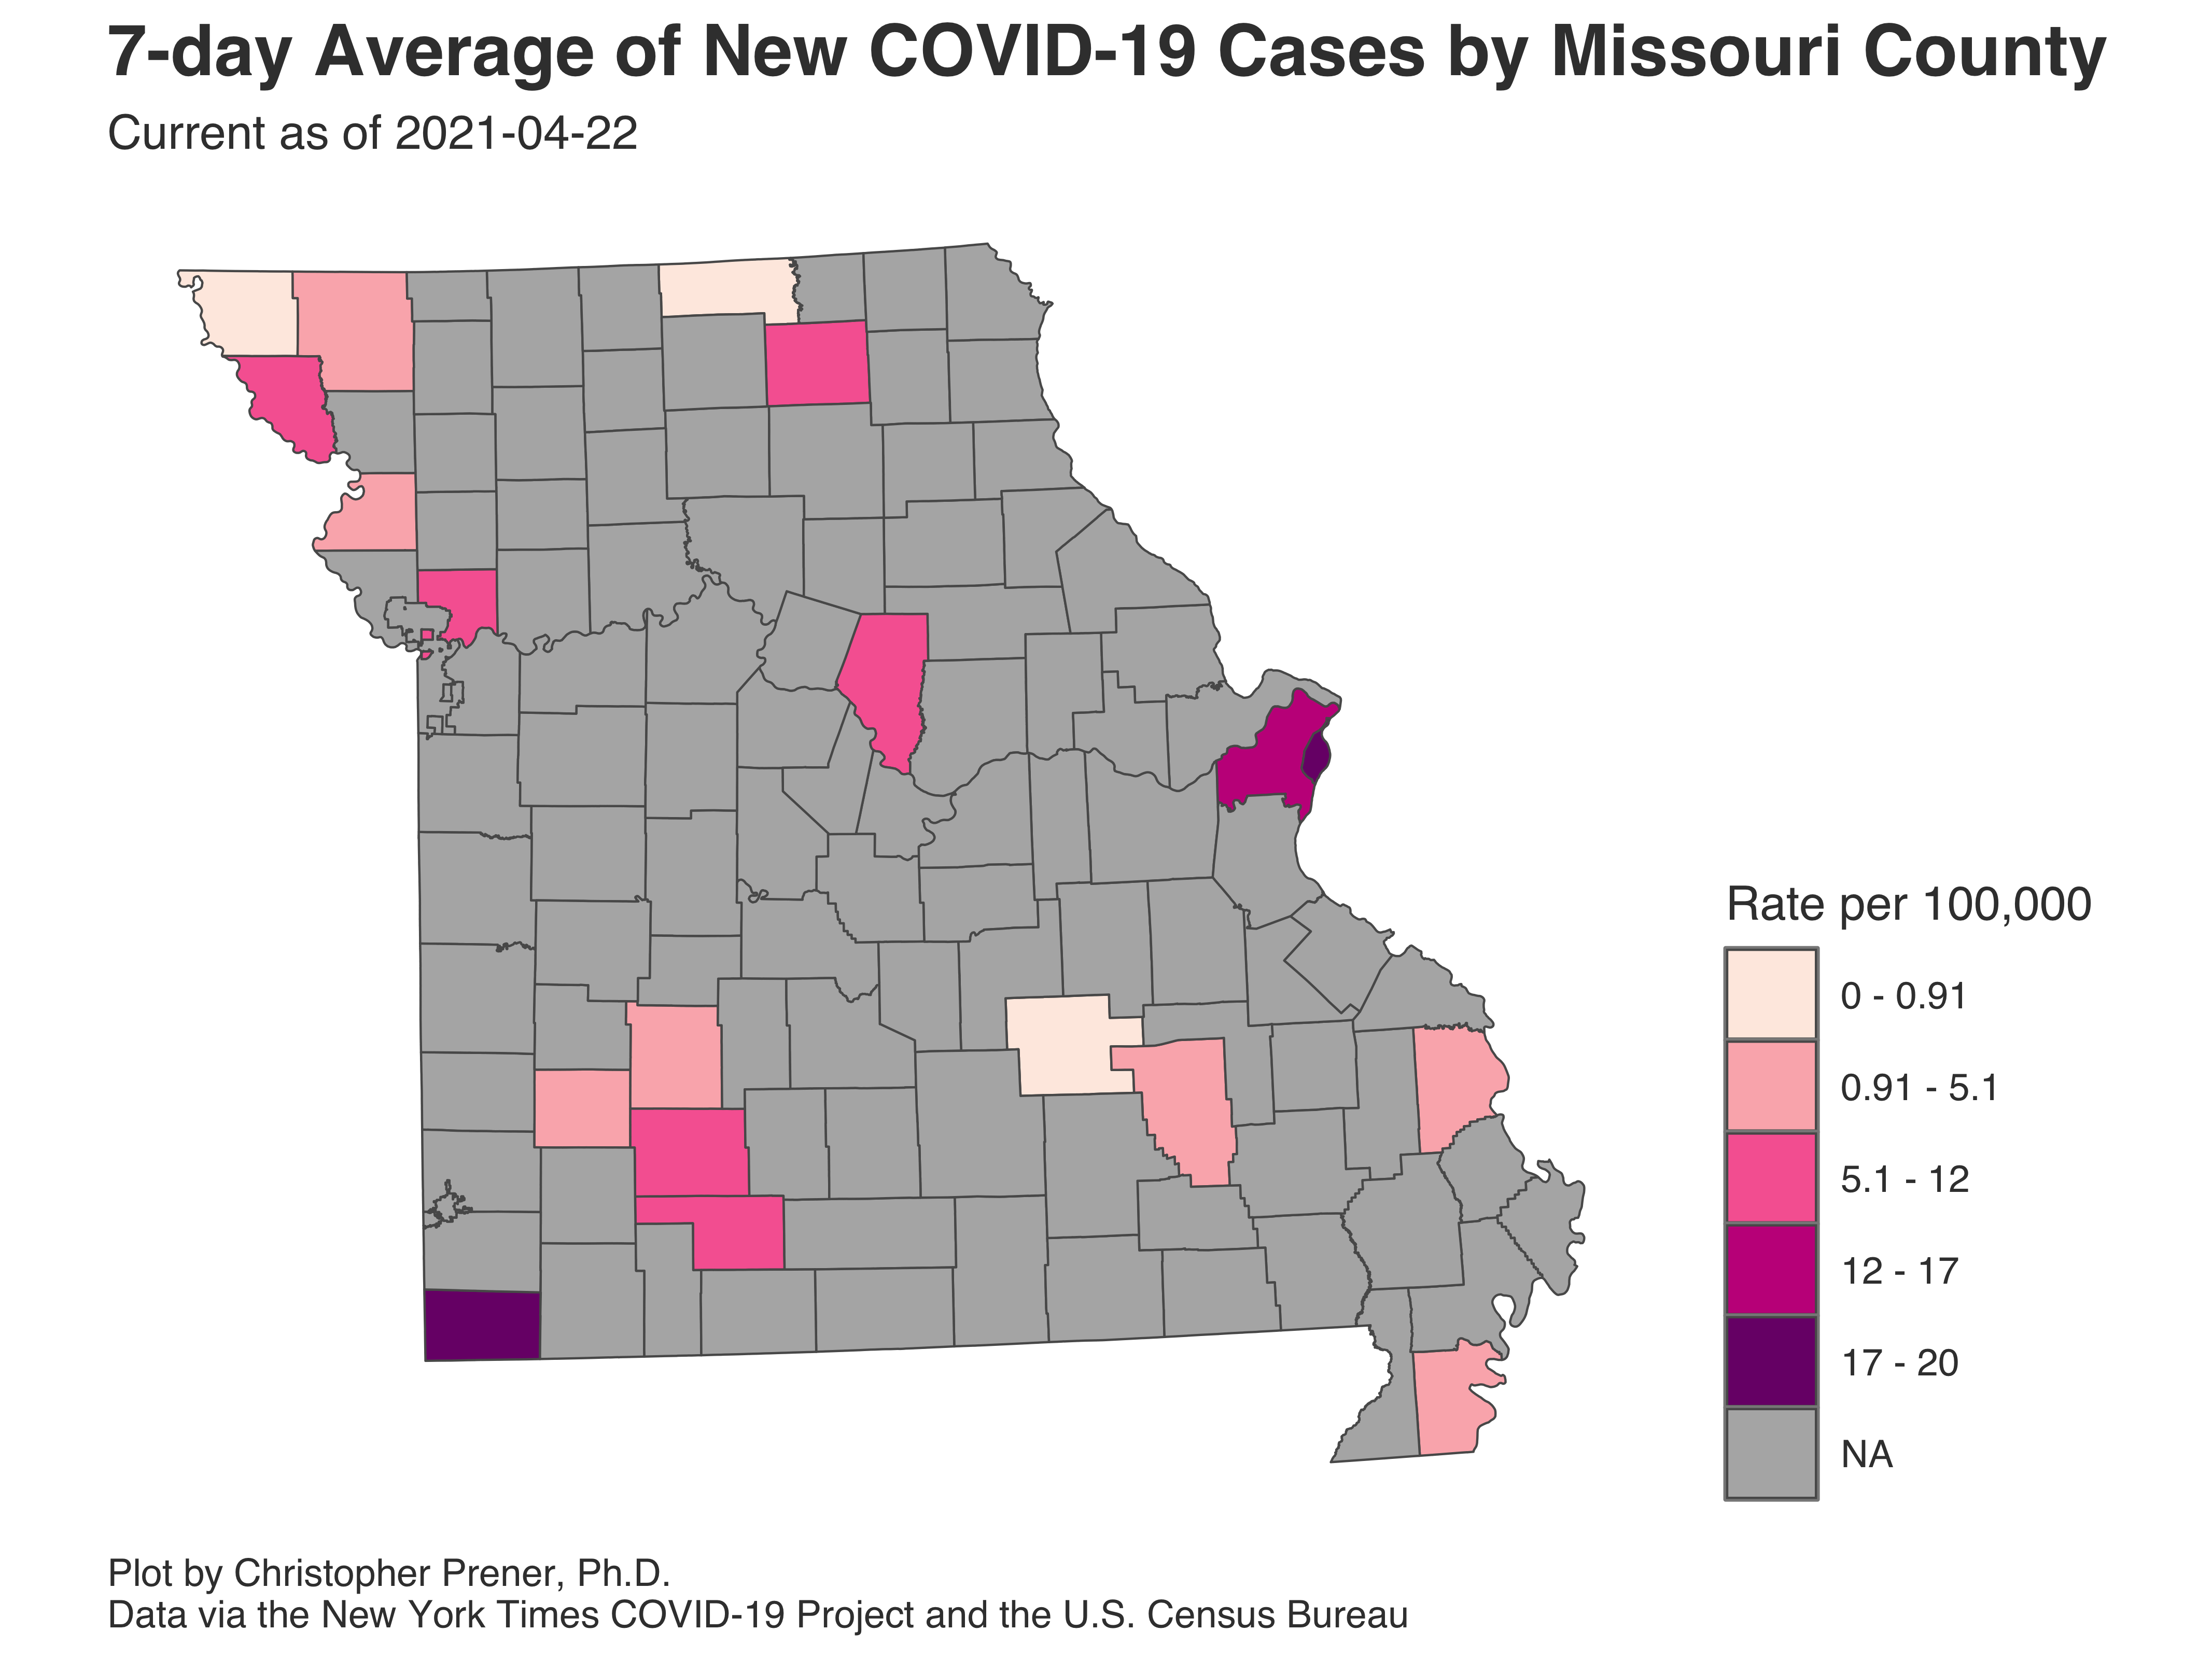 7-day Average of New COVID-19 Cases by Missouri County
Current as of 2021-04-22
Rate per 100,000
0 - 0.91
0.91 - 5.1
5.1 - 12
12 - 17
17 - 20
NA
Plot by Christopher Prener, Ph.D.
Data via the New York Times COVID-19 Project and the U.S. Census Bureau